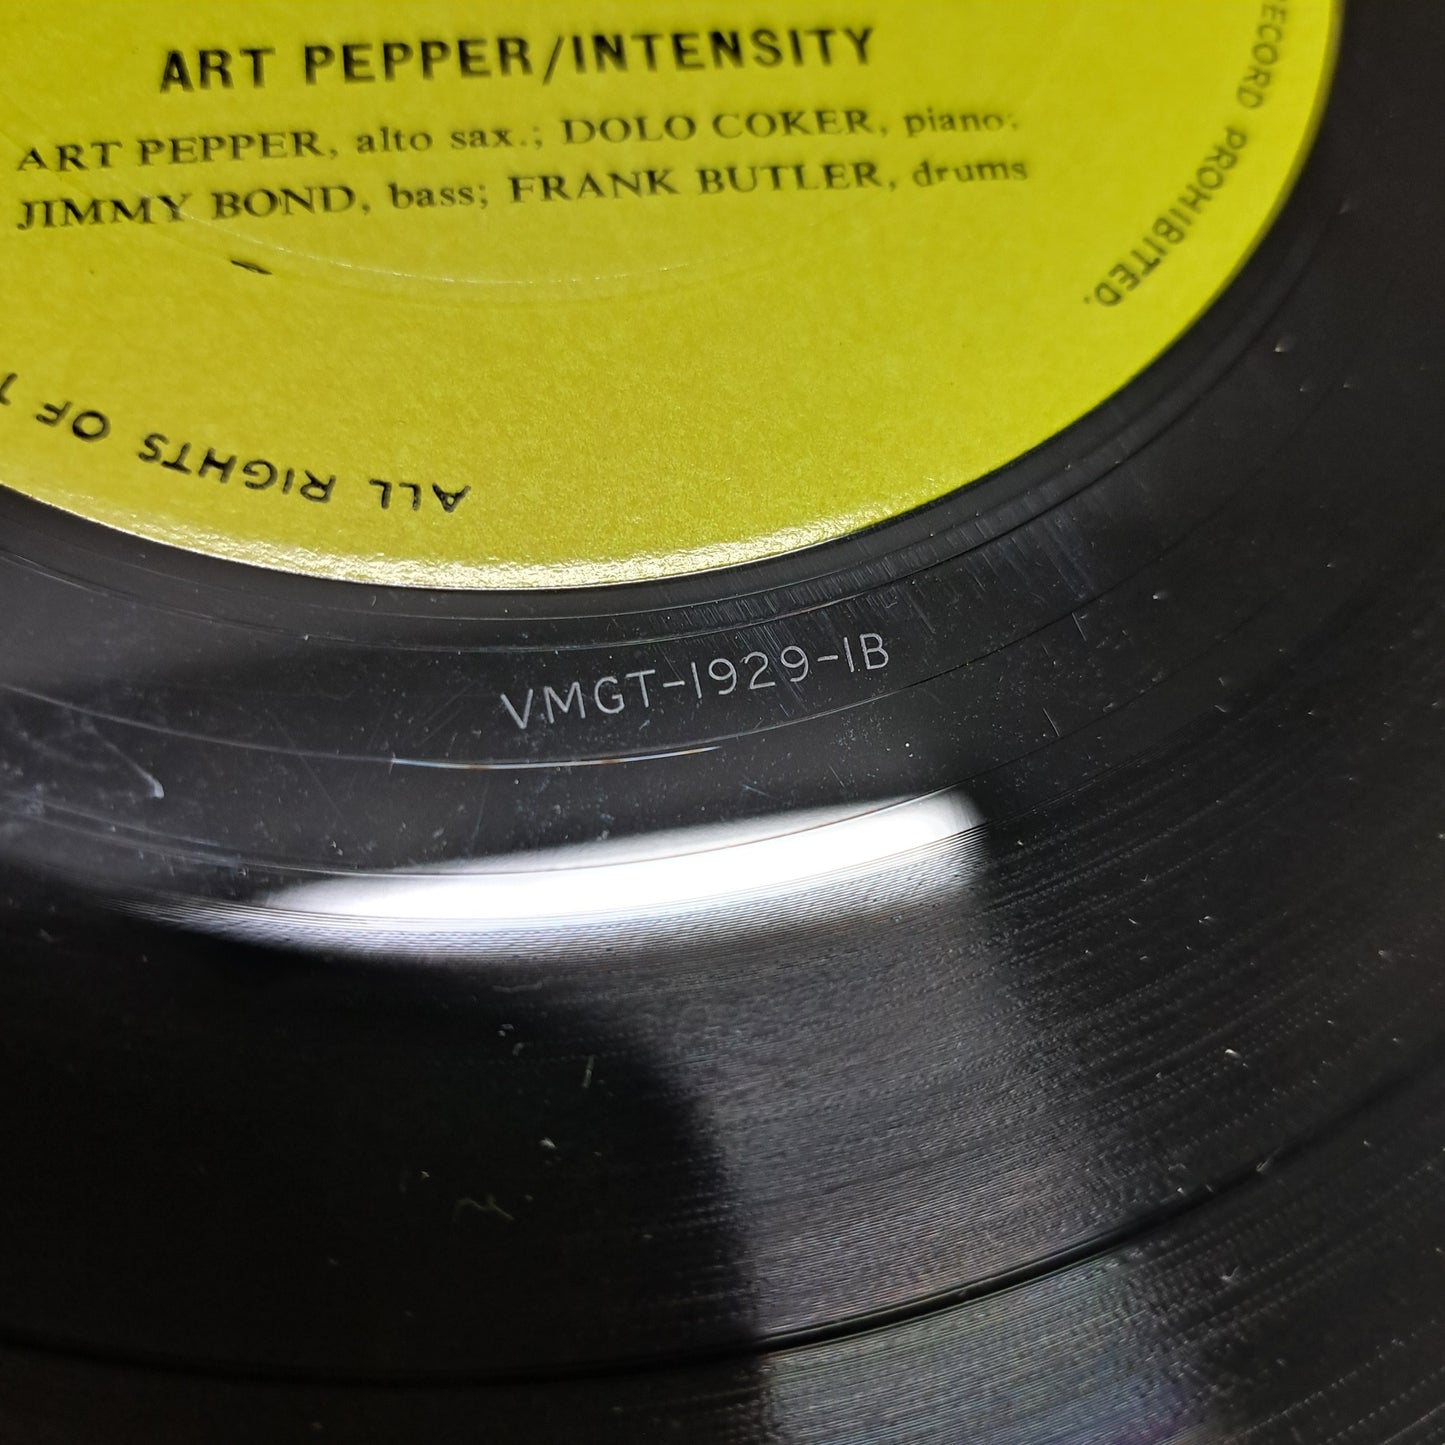 ART PEPPER/INTENSITY
ART PEPPER, alto sax.; DOLO COKER, piano;
JIMMY BOND, bass; FRANK BUTLER, drums
RECORD PROHIBITED.
ALL RIGHTS OF
VMGT-1929-1B